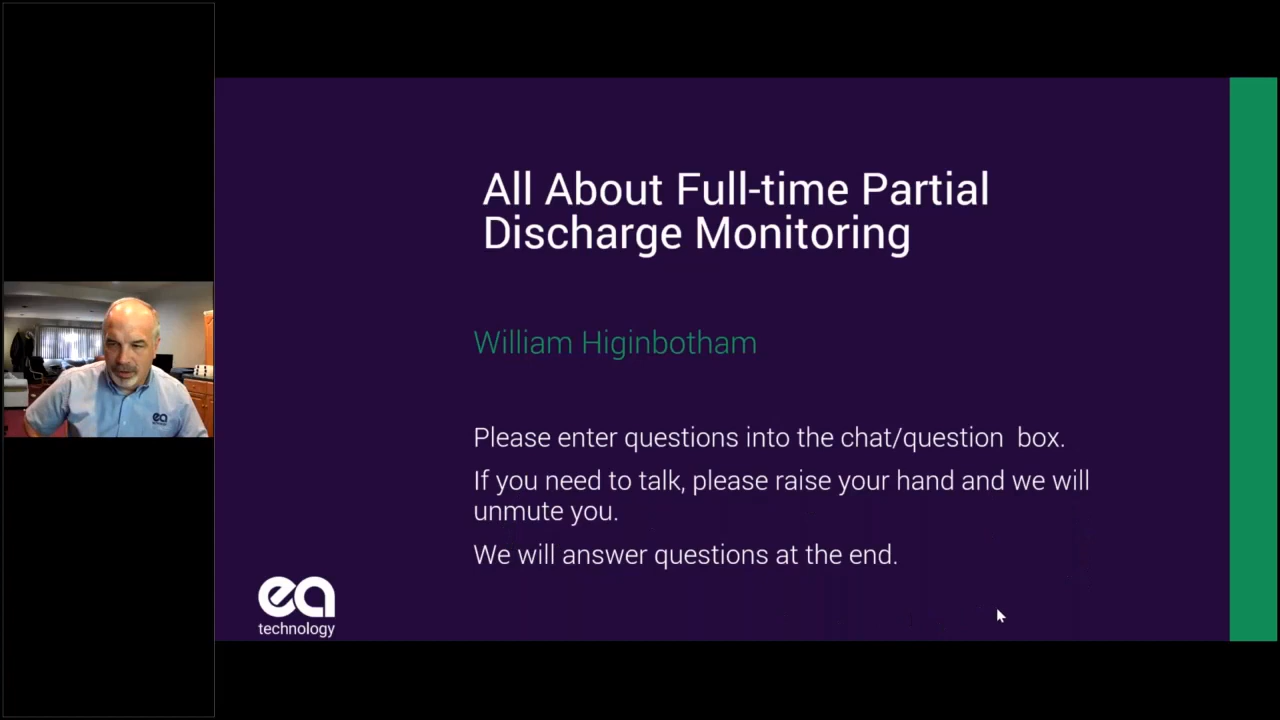 All About Full-time Partial
Discharge Monitoring
William Higinbotham
Please enter questions into the chat/question box.
If you need to talk, please raise your hand and we will
unmute you.
We will answer questions at the end.
ea
technology
ea